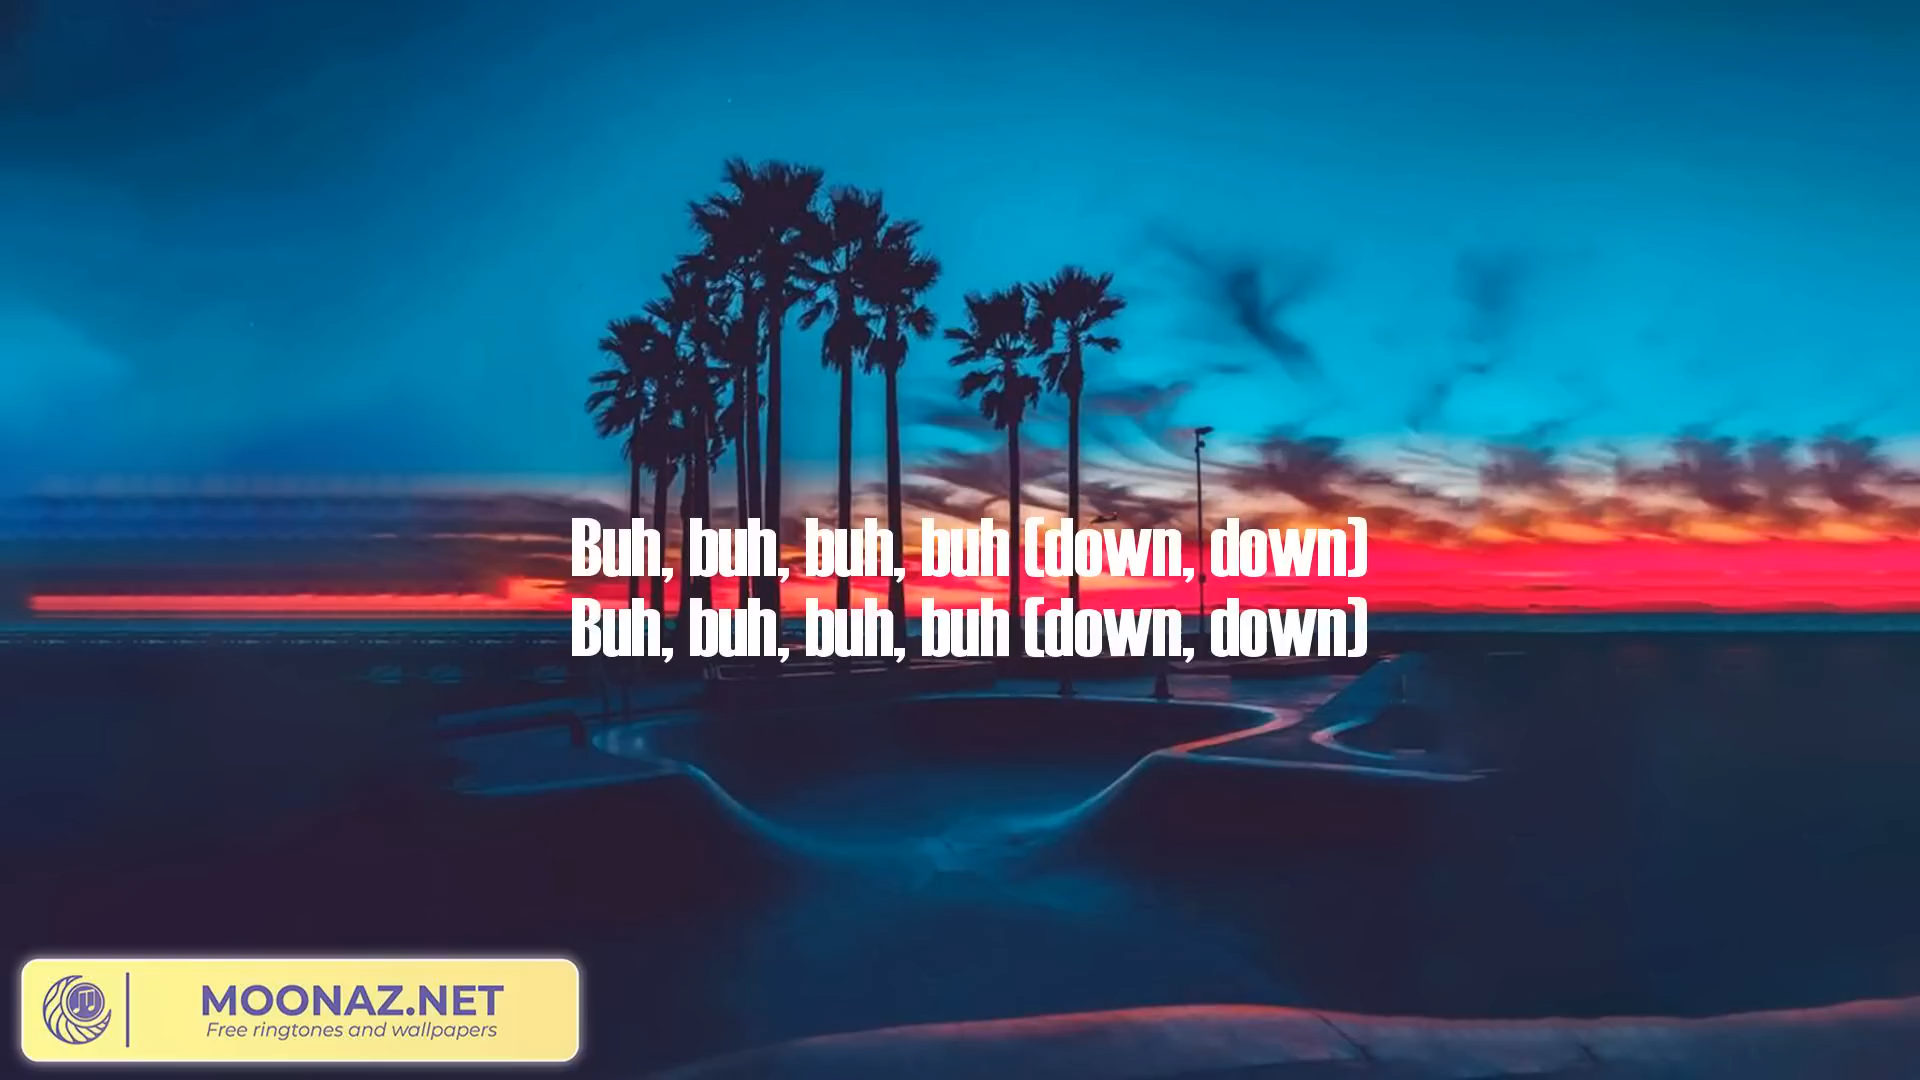 Buh, buh, buh, buh (down, down)
Buh, buh, buh, buh (down, down)
MOONAZ.NET
Free ringtones and wallpapers